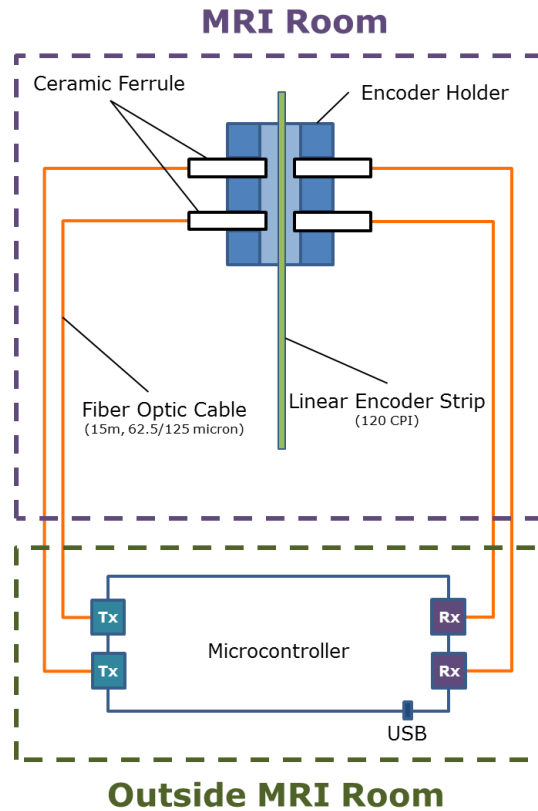 MRI Room
Ceramic Ferrule
Encoder Holder
Fiber Optic Cable
(15m, 62.5/125 micron)
Linear Encoder Strip
(120 CPI)
Tx
Rx
Microcontroller
Tx
Rx
USB
Outside MRI Room